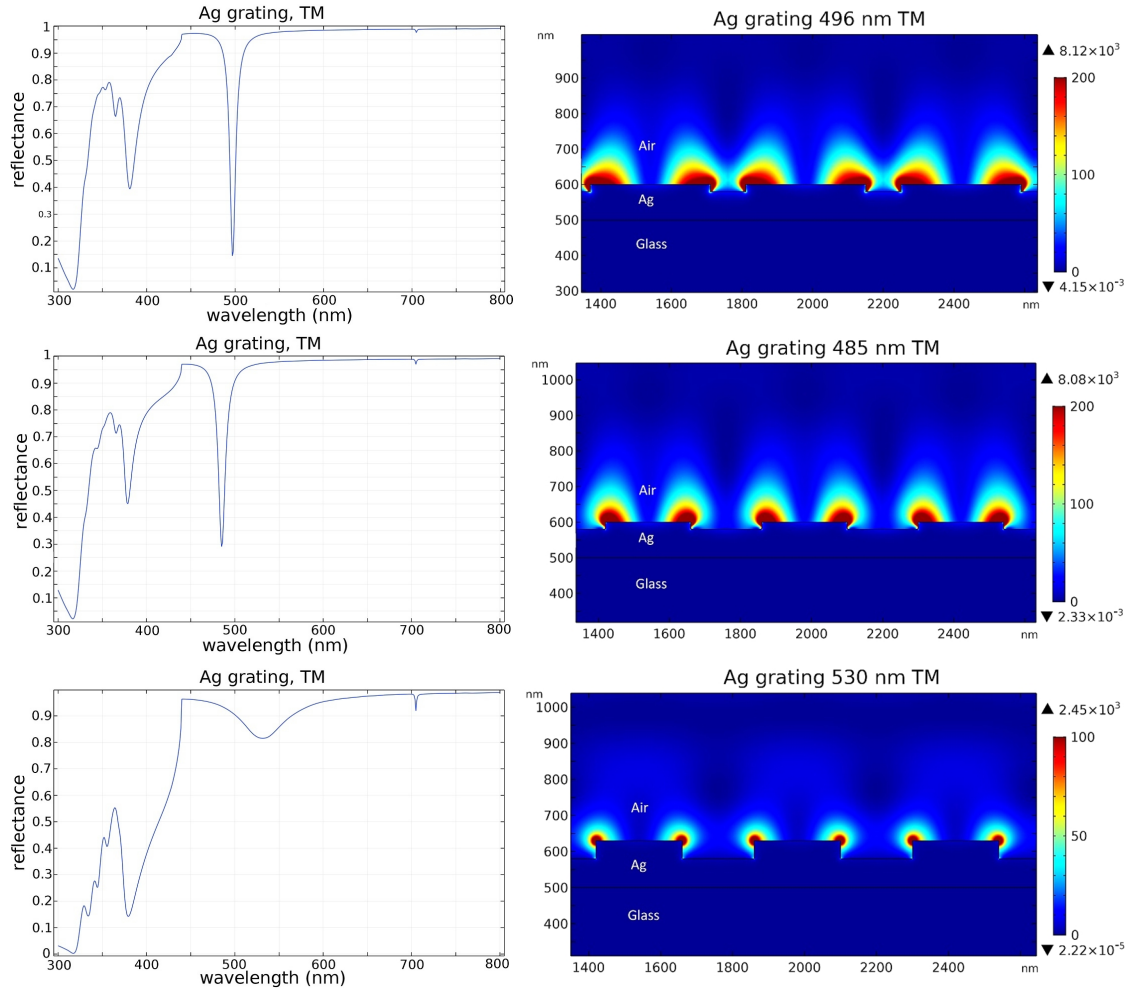 Ag grating, TM
reflectance
1
0.9
0.8
0.7
0.6
0.5
0.4
0.3
0.2
0.1
300 400 500 600 700 800
wavelength (nm)
Ag grating 496 nm TM
nm
900
800
700
600
500
400
300
Air
Ag
Glass
1400 1600 1800 2000 2200 2400 nm
▲ 8.12×10³
200
100
0
▼ 4.15×10⁻³
Ag grating, TM
reflectance
1
0.9
0.8
0.7
0.6
0.5
0.4
0.3
0.2
0.1
300 400 500 600 700 800
wavelength (nm)
Ag grating 485 nm TM
nm
1000
900
800
700
600
500
400
Air
Ag
Glass
1400 1600 1800 2000 2200 2400 nm
▲ 8.08×10³
200
100
0
▼ 2.33×10⁻³
Ag grating, TM
reflectance
0.9
0.8
0.7
0.6
0.5
0.4
0.3
0.2
0.1
0
300 400 500 600 700 800
wavelength (nm)
Ag grating 530 nm TM
nm
1000
900
800
700
600
500
400
Air
Ag
Glass
1400 1600 1800 2000 2200 2400 nm
▲ 2.45×10³
100
50
0
▼ 2.22×10⁻⁵